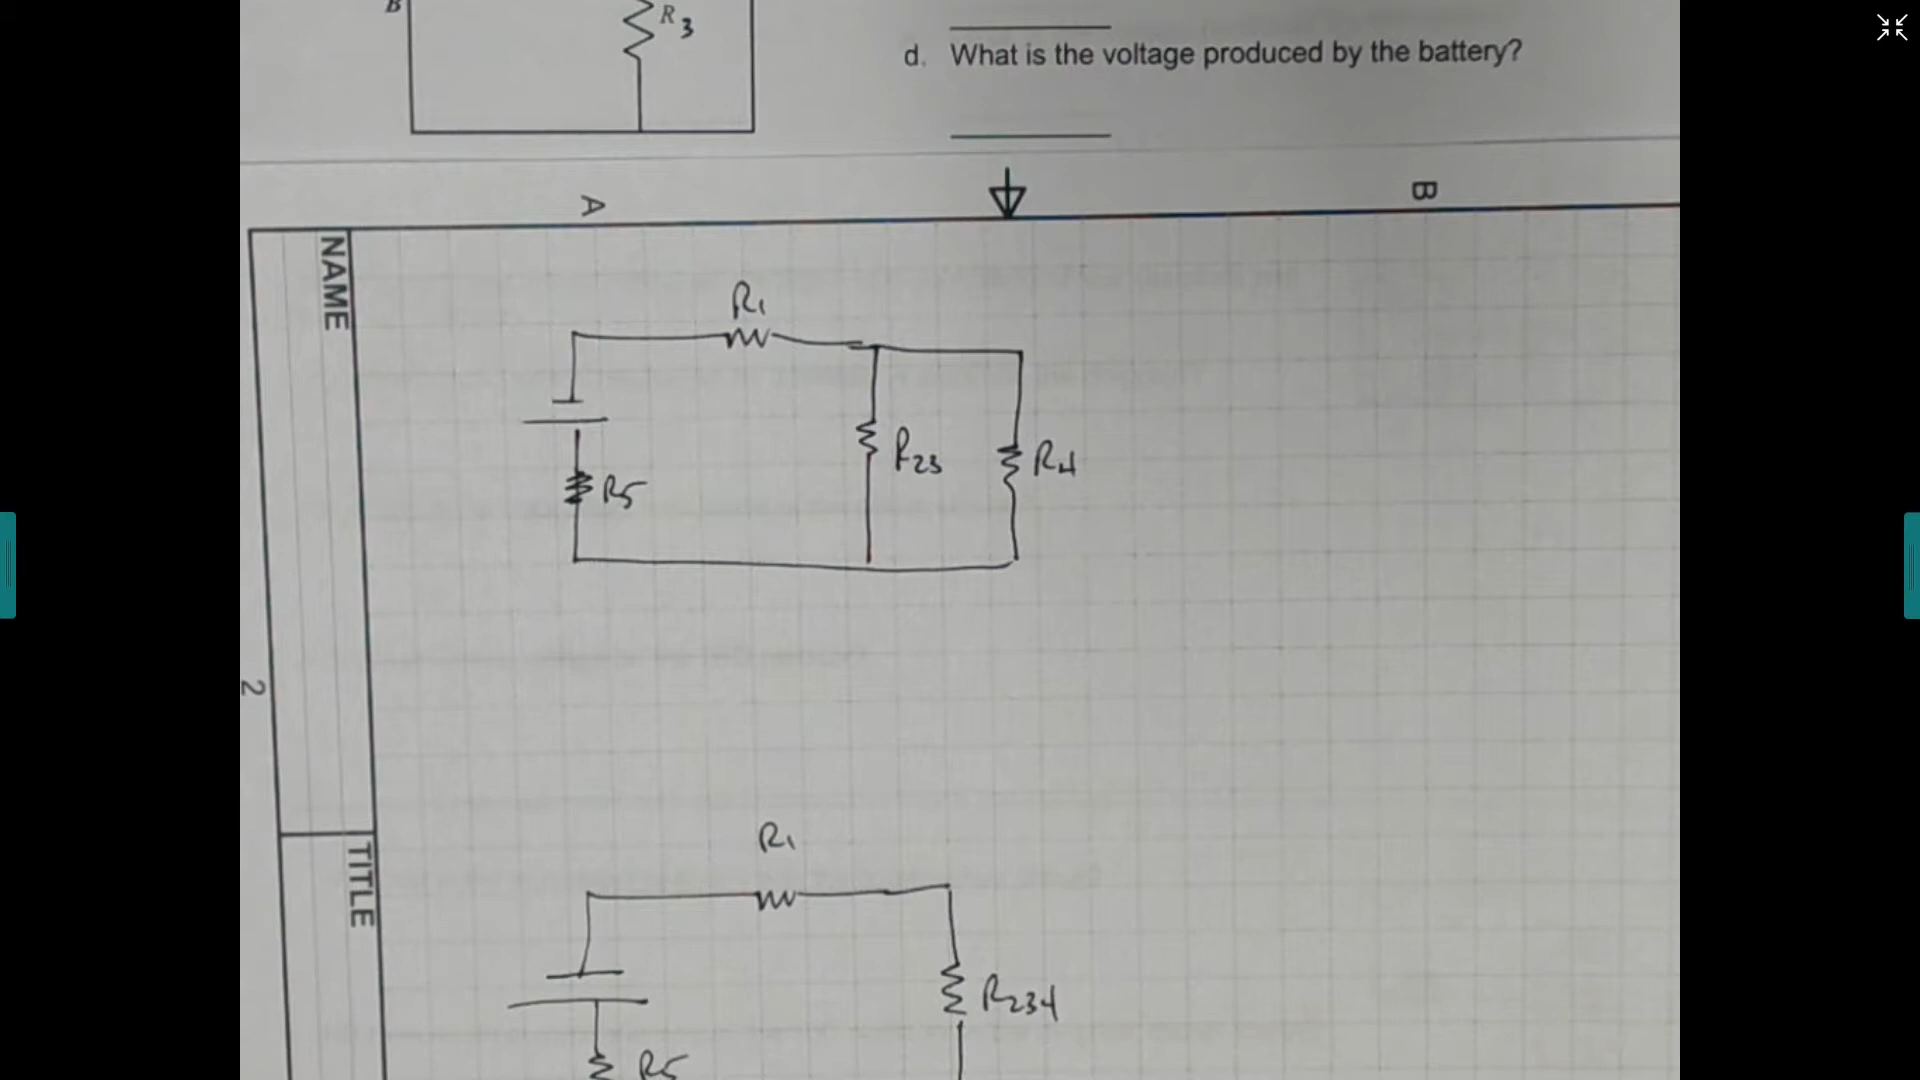 B
R3
d. What is the voltage produced by the battery?
A
B
NAME
R1
R23
R4
R5
2
TITLE
R1
R234
R5